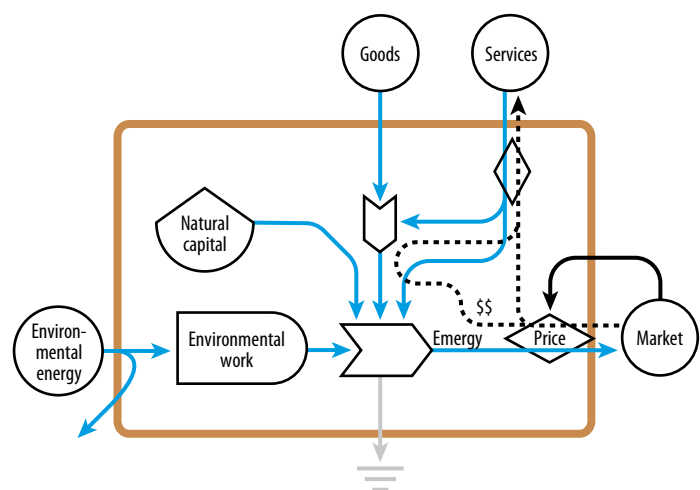 Goods
Services
Natural
capital
$$
Environ-
mental
energy
Environmental
work
Emergy
Price
Market